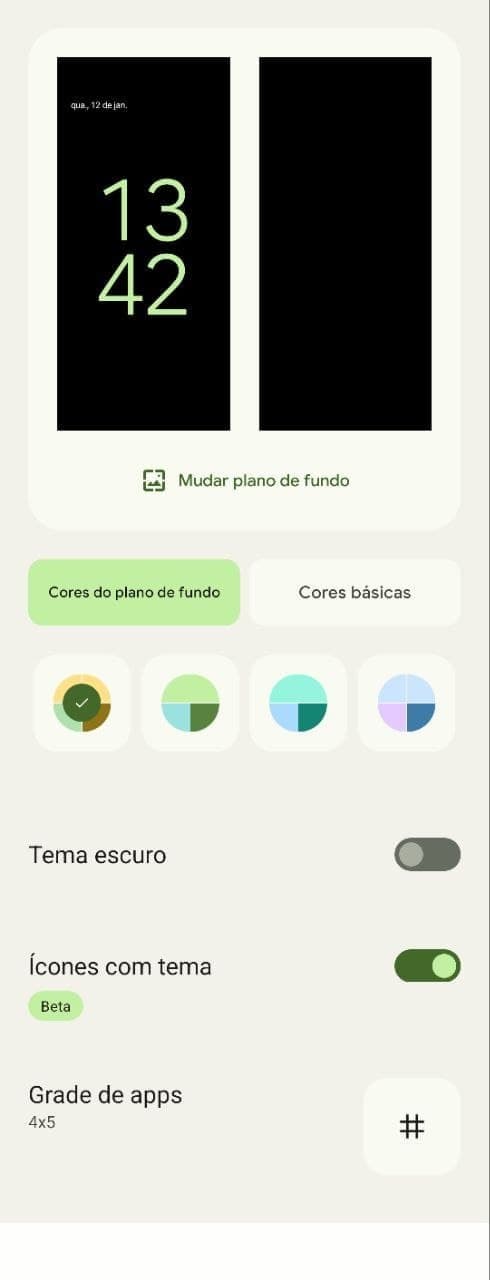 qua., 12 de jan.
13
42
Mudar plano de fundo
Cores do plano de fundo
Cores básicas
Tema escuro
Ícones com tema
Beta
Grade de apps
4x5